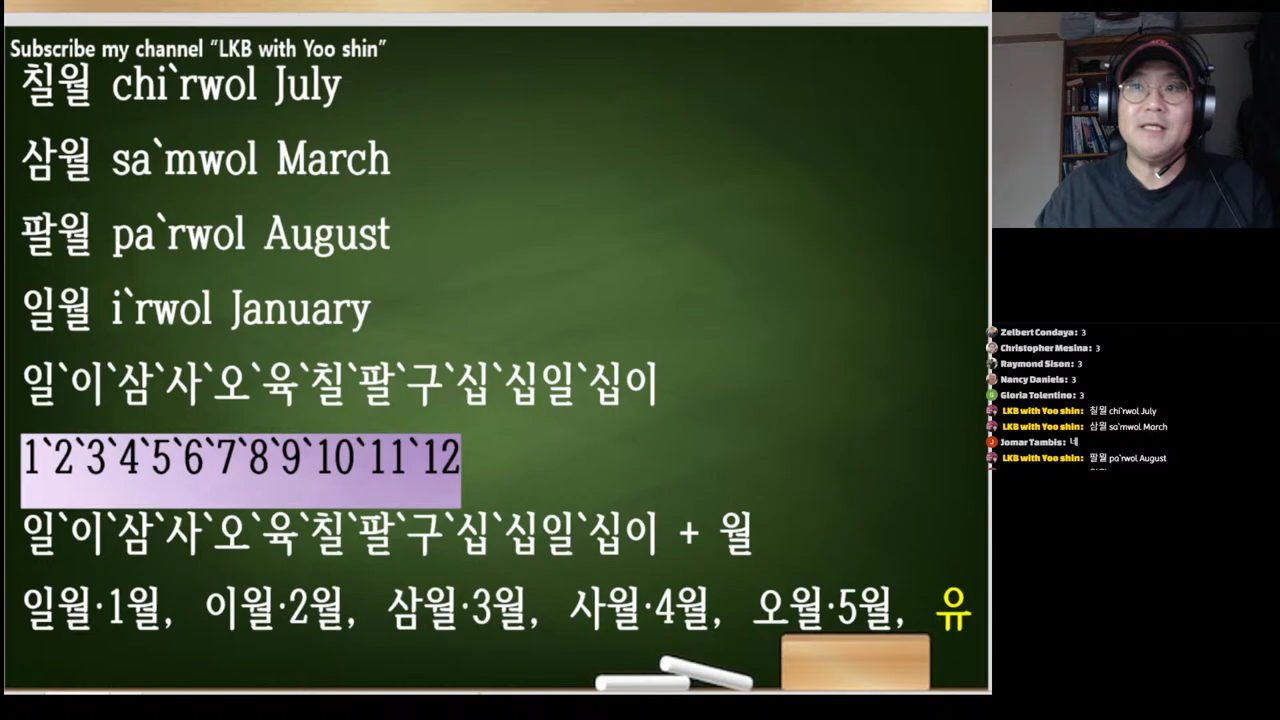 Subscribe my channel “LKB with Yoo shin”
칠월 chi`rwol July
삼월 sa`mwol March
팔월 pa`rwol August
일월 i`rwol January
일`이`삼`사`오`육`칠`팔`구`십`십일`십이
1`2`3`4`5`6`7`8`9`10`11`12
일`이`삼`사`오`육`칠`팔`구`십`십일`십이 + 월
일월·1월, 이월·2월, 삼월·3월, 사월·4월, 오월·5월, 유
Zelbert Condaya: 3
Christopher Mesina: 3
Raymond Sison: 3
Nancy Daniels: 3
Gloria Tolentino: 3
LKB with Yoo shin: 칠월 chi`rwol July
LKB with Yoo shin: 삼월 sa`mwol March
Jomar Tambis: 네
LKB with Yoo shin: 팔월 pa`rwol August